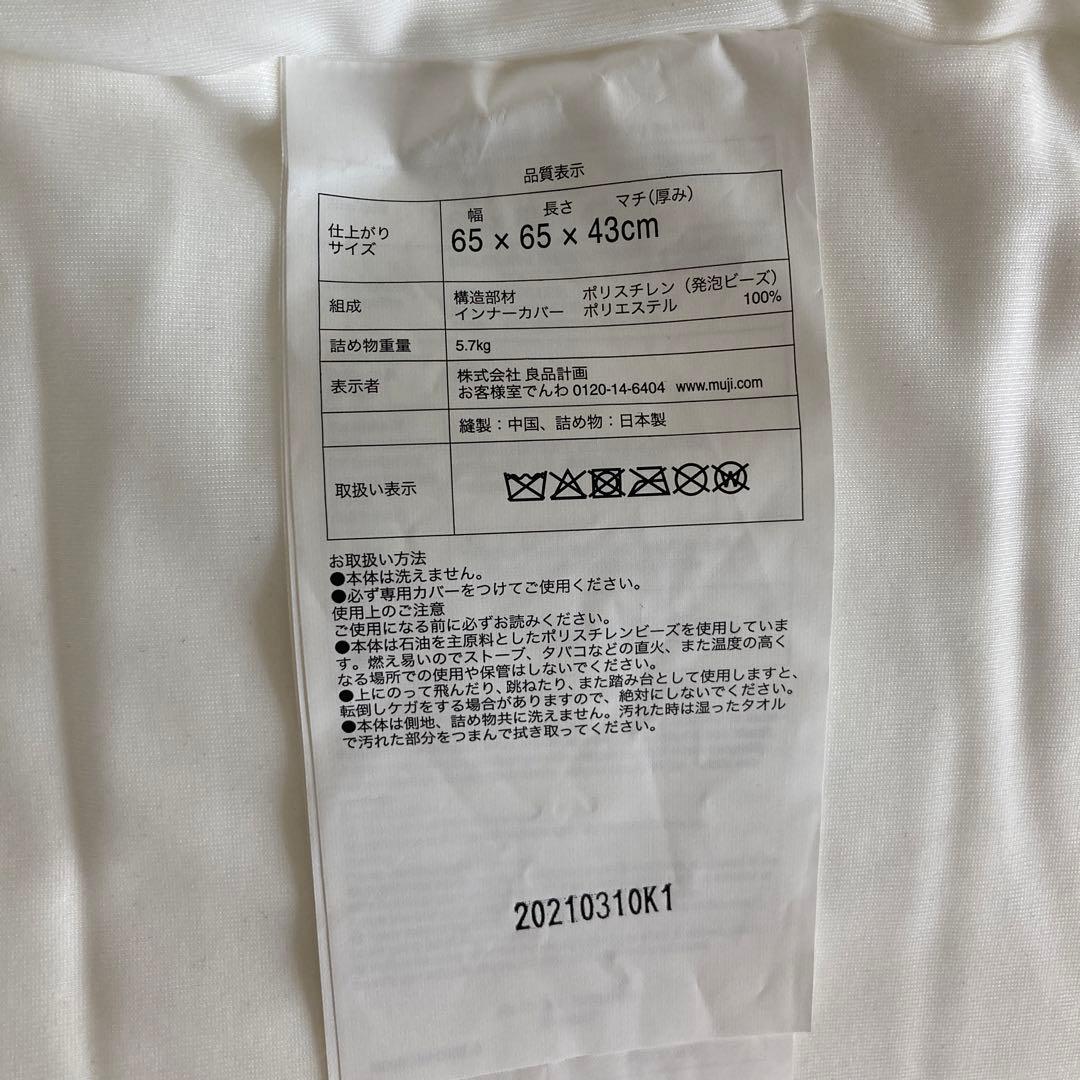 品質表示
仕上がり
サイズ
幅 長さ マチ(厚み)
65 × 65 × 43cm
組成
構造部材 ポリスチレン（発泡ビーズ）
インナーカバー ポリエステル 100%
詰め物重量 5.7kg
表示者
株式会社 良品計画
お客様室でんわ 0120-14-6404 www.muji.com
縫製：中国、詰め物：日本製
取扱い表示
W
お取扱い方法
●本体は洗えません。
●必ず専用カバーをつけてご使用ください。
使用上のご注意
ご使用になる前に必ずお読みください。
●本体は石油を主原料としたポリスチレンビーズを使用していま
す。燃え易いのでストーブ、タバコなどの直火、また温度の高く
なる場所での使用や保管はしないでください。
●上にのって飛んだり、跳ねたり、また踏み台として使用しますと、
転倒しケガをする場合がありますので、絶対にしないでください。
●本体は側地、詰め物共に洗えません。汚れた時は湿ったタオル
で汚れた部分をつまんで拭き取ってください。
20210310K1